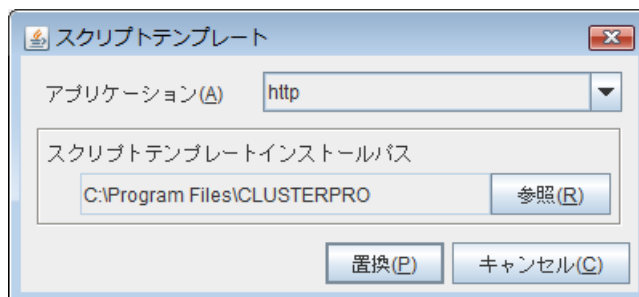 スクリプトテンプレート
アプリケーション(A) http
スクリプトテンプレートインストールパス
C:\Program Files\CLUSTERPRO 参照(R)
置換(P) キャンセル(C)